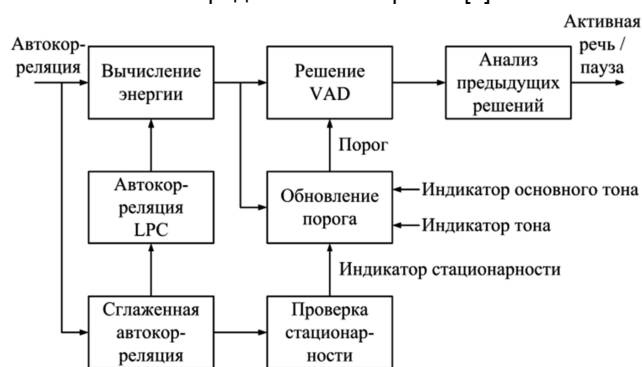 Автокор-
реляция
Вычисление
энергии
Решение
VAD
Анализ
предыдущих
решений
Активная
речь /
пауза
Порог
Автокор-
реляция
LPC
Обновление
порога
Индикатор основного тона
Индикатор тона
Индикатор стационарности
Сглаженная
автокор-
реляция
Проверка
стационар-
ности